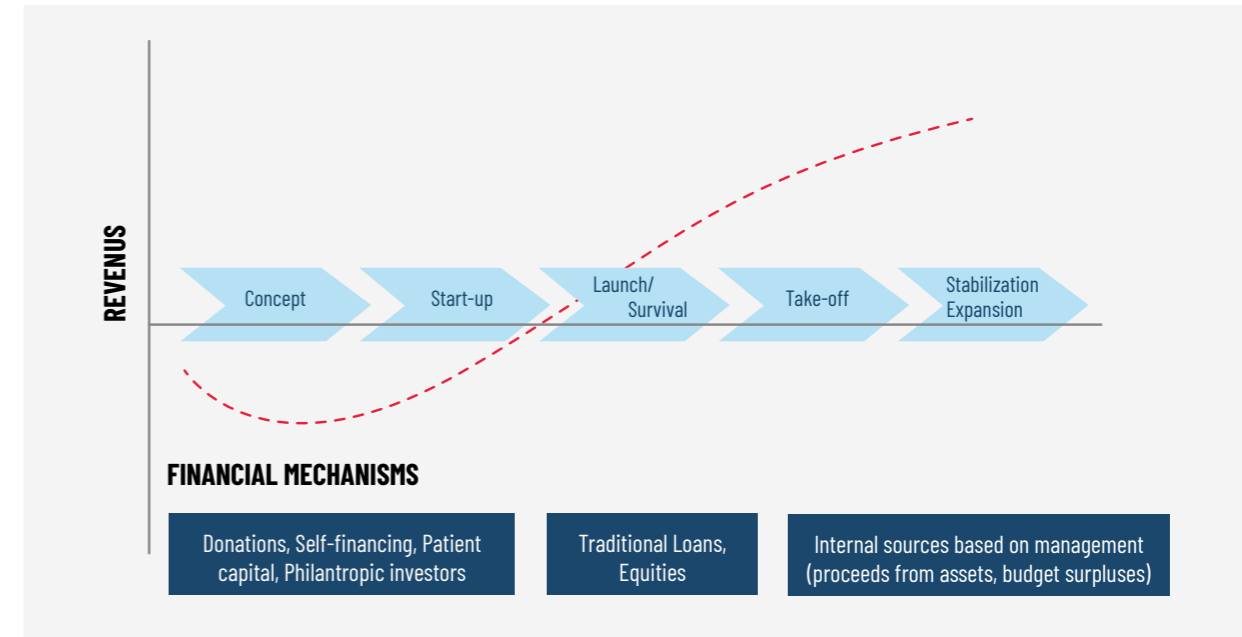 REVENUS
Concept
Start-up
Launch/
Survival
Take-off
Stabilization
Expansion
FINANCIAL MECHANISMS
Donations, Self-financing, Patient
capital, Philantropic investors
Traditional Loans,
Equities
Internal sources based on management
(proceeds from assets, budget surpluses)